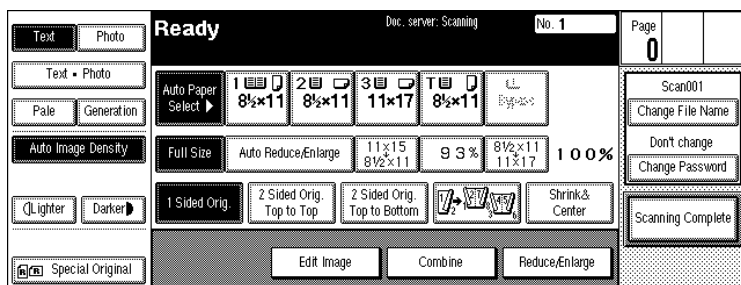 Text
Photo
Text • Photo
Pale
Generation
Auto Image Density
Lighter
Darker
Special Original
Ready
Doc. server: Scanning
No. 1
Auto Paper Select ▶
1 8½×11
2 8½×11
3 11×17
T 8½×11
Bypass
Full Size
Auto Reduce/Enlarge
11×15
8½×11
93%
8½×11
11×17
100%
1 Sided Orig.
2 Sided Orig.
Top to Top
2 Sided Orig.
Top to Bottom
Shrink&
Center
Edit Image
Combine
Reduce/Enlarge
Page
0
Scan001
Change File Name
Don't change
Change Password
Scanning Complete